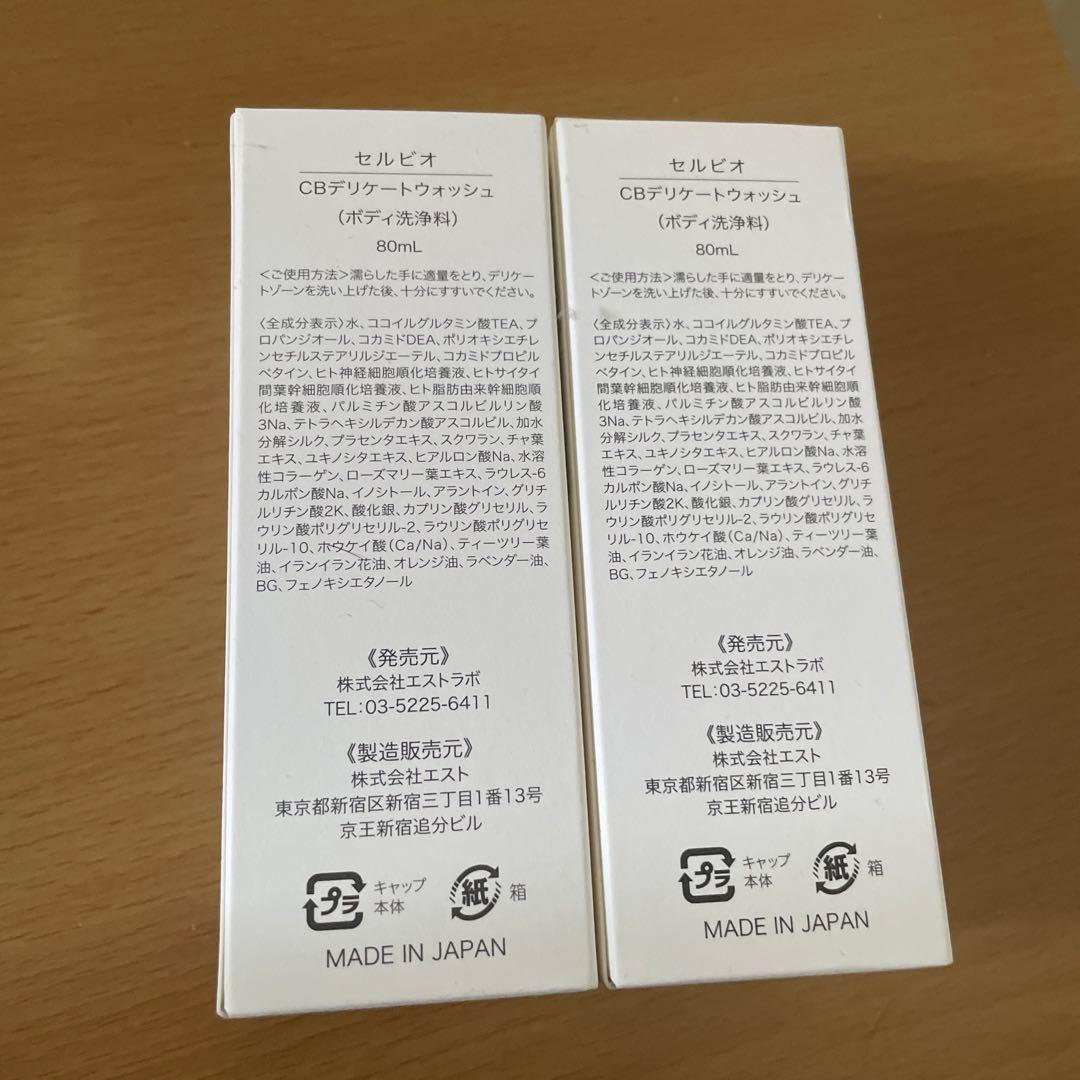 セルビオ
CBデリケートウォッシュ
(ボディ洗浄料)
80mL
<ご使用方法>濡らした手に適量をとり、デリケー
トゾーンを洗い上げた後、十分にすすいでください。
〈全成分表示〉水、ココイルグルタミン酸TEA、プ
ロパンジオール、コカミドDEA、ポリオキシエチレ
ンセチルステアリルジエーテル、コカミドプロピル
ベタイン、ヒト神経細胞順化培養液、ヒトサイタイ
間葉幹細胞順化培養液、ヒト脂肪由来幹細胞順
化培養液、パルミチン酸アスコルビルリン酸
3Na、テトラヘキシルデカン酸アスコルビル、加水
分解シルク、プラセンタエキス、スクワラン、チャ葉
エキス、ユキノシタエキス、ヒアルロン酸Na、水溶
性コラーゲン、ローズマリー葉エキス、ラウレス-6
カルボン酸Na、イノシトール、アラントイン、グリチ
ルリチン酸2K、酸化銀、カプリン酸グリセリル、ラ
ウリン酸ポリグリセリル-2、ラウリン酸ポリグリセ
リル-10、ホウケイ酸(Ca/Na)、ティーツリー葉
油、イランイラン花油、オレンジ油、ラベンダー油、
BG、フェノキシエタノール
《発売元》
株式会社エストラボ
TEL:03-5225-6411
《製造販売元》
株式会社エスト
東京都新宿区新宿三丁目1番13号
京王新宿追分ビル
プラ キャップ
本体
紙 箱
MADE IN JAPAN
セルビオ
CBデリケートウォッシュ
(ボディ洗浄料)
80mL
<ご使用方法>濡らした手に適量をとり、デリケー
トゾーンを洗い上げた後、十分にすすいでください。
〈全成分表示〉水、ココイルグルタミン酸TEA、プ
ロパンジオール、コカミドDEA、ポリオキシエチレ
ンセチルステアリルジエーテル、コカミドプロピル
ベタイン、ヒト神経細胞順化培養液、ヒトサイタイ
間葉幹細胞順化培養液、ヒト脂肪由来幹細胞順
化培養液、パルミチン酸アスコルビルリン酸
3Na、テトラヘキシルデカン酸アスコルビル、加水
分解シルク、プラセンタエキス、スクワラン、チャ葉
エキス、ユキノシタエキス、ヒアルロン酸Na、水溶
性コラーゲン、ローズマリー葉エキス、ラウレス-6
カルボン酸Na、イノシトール、アラントイン、グリチ
ルリチン酸2K、酸化銀、カプリン酸グリセリル、ラ
ウリン酸ポリグリセリル-2、ラウリン酸ポリグリセ
リル-10、ホウケイ酸(Ca/Na)、ティーツリー葉
油、イランイラン花油、オレンジ油、ラベンダー油、
BG、フェノキシエタノール
《発売元》
株式会社エストラボ
TEL:03-5225-6411
《製造販売元》
株式会社エスト
東京都新宿区新宿三丁目1番13号
京王新宿追分ビル
プラ キャップ
本体
紙 箱
MADE IN JAPAN